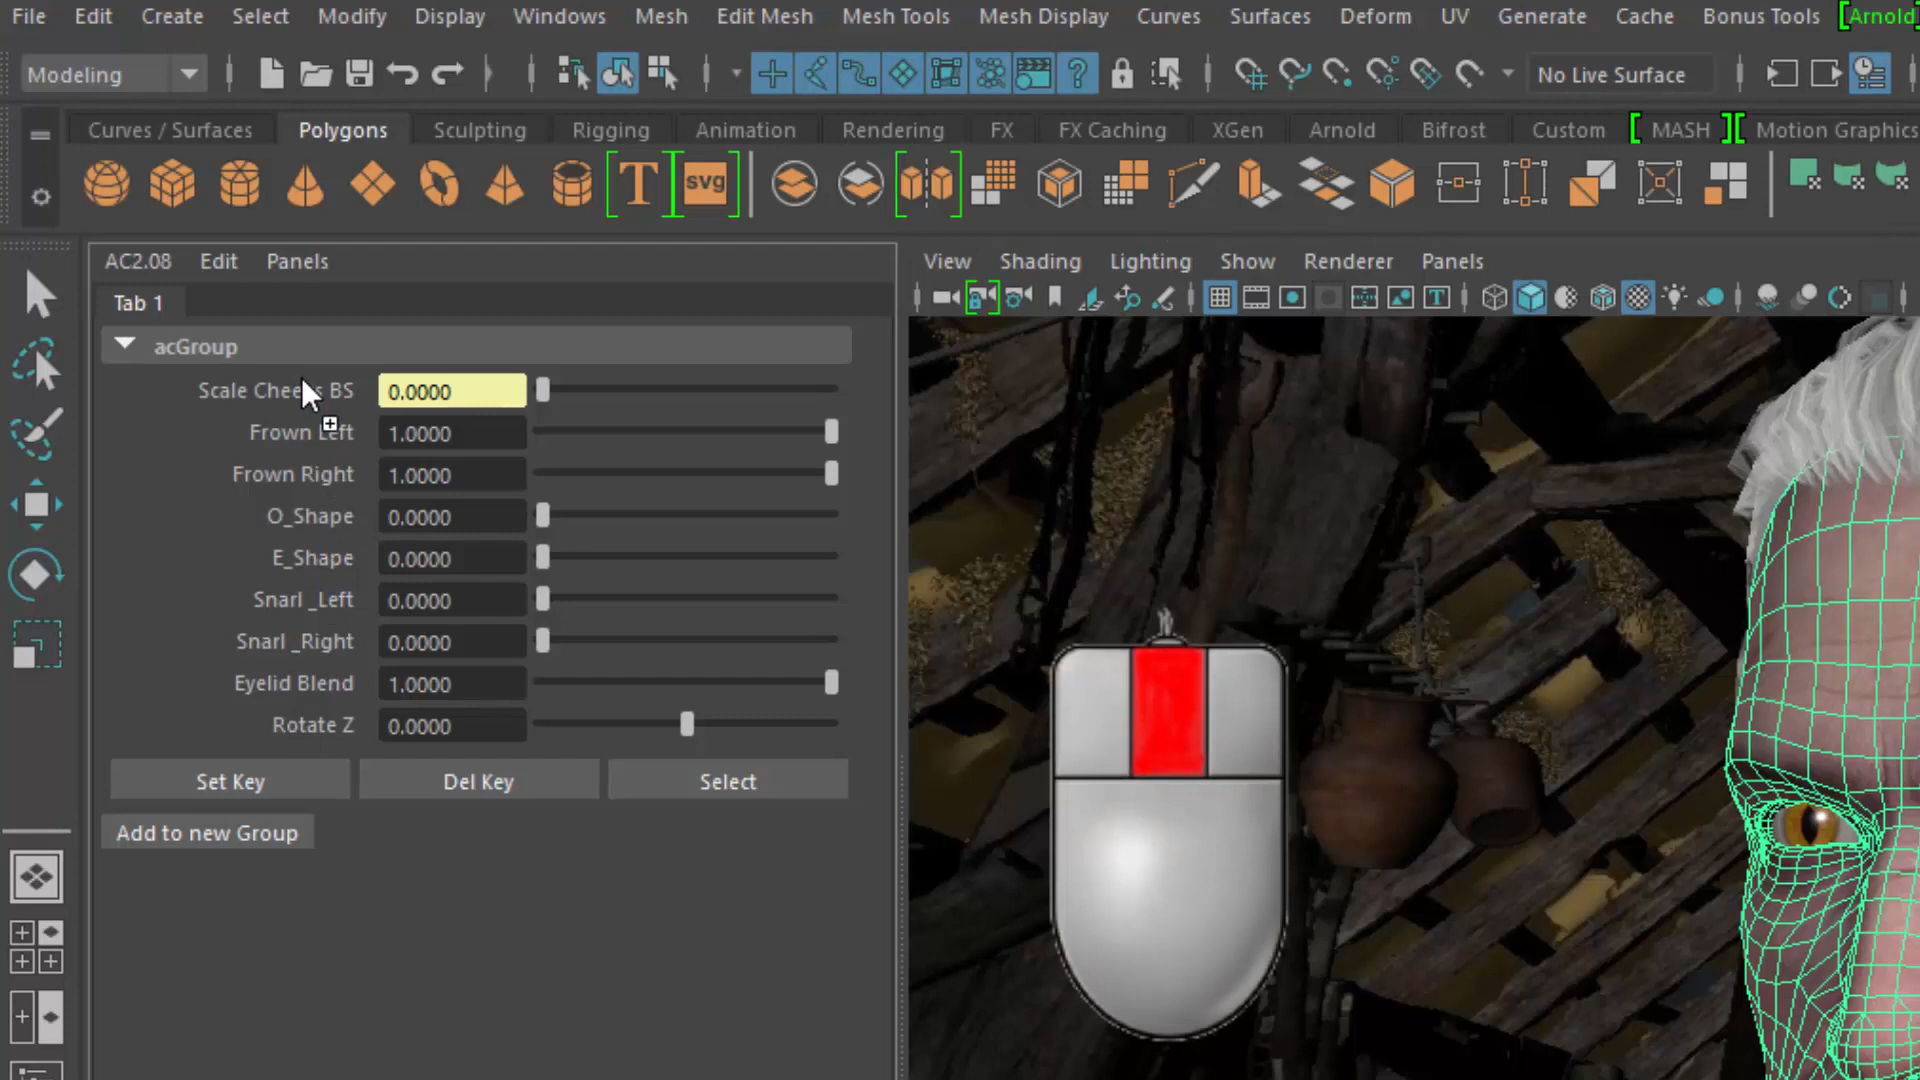 File Edit Create Select Modify Display Windows Mesh Edit Mesh Mesh Tools Mesh Display Curves Surfaces Deform UV Generate Cache Bonus Tools Arnold
Modeling No Live Surface
Curves / Surfaces Polygons Sculpting Rigging Animation Rendering FX FX Caching XGen Arnold Bifrost Custom MASH Motion Graphics
T svg
AC2.08 Edit Panels
View Shading Lighting Show Renderer Panels
Tab 1
acGroup
Scale Cheeks BS 0.0000
Frown Left 1.0000
Frown Right 1.0000
O_Shape 0.0000
E_Shape 0.0000
Snarl _Left 0.0000
Snarl _Right 0.0000
Eyelid Blend 1.0000
Rotate Z 0.0000
Set Key Del Key Select
Add to new Group